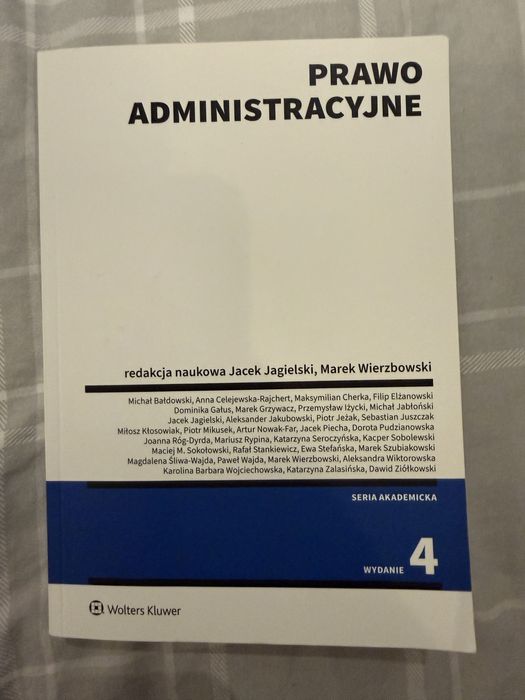 PRAWO
ADMINISTRACYJNE
redakcja naukowa Jacek Jagielski, Marek Wierzbowski
Michał Bałdowski, Anna Celejewska-Rajchert, Maksymilian Cherka, Filip Elżanowski
Dominika Gałus, Marek Grzywacz, Przemysław Iżycki, Michał Jabłoński
Jacek Jagielski, Aleksander Jakubowski, Piotr Jeżak, Sebastian Juszczak
Miłosz Kłosowiak, Piotr Mikusek, Artur Nowak-Far, Jacek Piecha, Dorota Pudzianowska
Joanna Róg-Dyrda, Mariusz Rypina, Katarzyna Seroczyńska, Kacper Sobolewski
Maciej M. Sokołowski, Rafał Stankiewicz, Ewa Stefańska, Marek Szubiakowski
Magdalena Śliwa-Wajda, Paweł Wajda, Marek Wierzbowski, Aleksandra Wiktorowska
Karolina Barbara Wojciechowska, Katarzyna Zalasińska, Dawid Ziółkowski
SERIA AKADEMICKA
WYDANIE 4
Wolters Kluwer